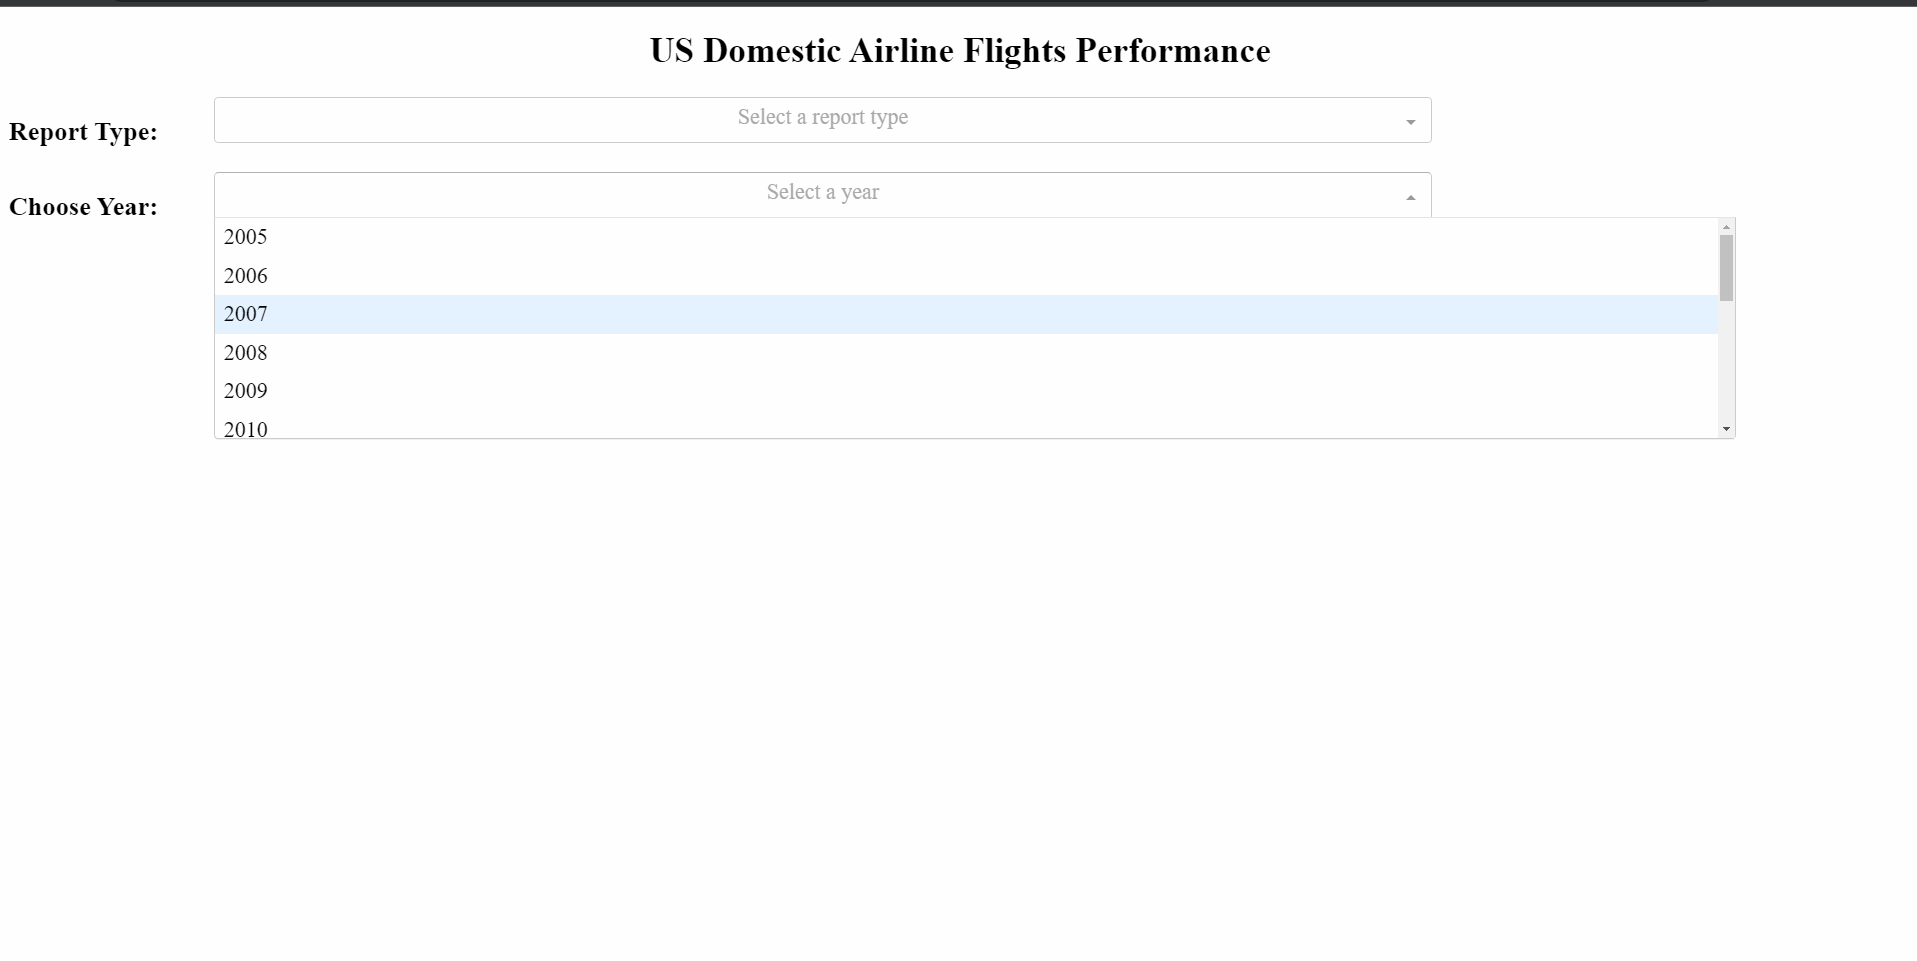 US Domestic Airline Flights Performance
Report Type:
Select a report type
Choose Year:
Select a year
2005
2006
2007
2008
2009
2010